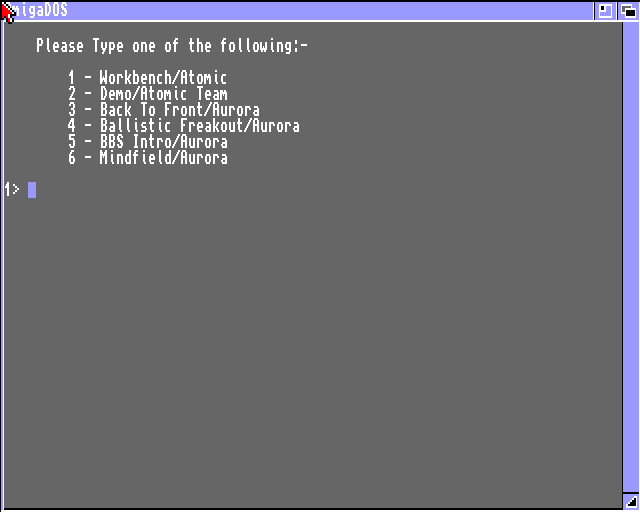 migaDOS
Please Type one of the following:-
1 - Workbench/Atomic
2 - Demo/Atomic Team
3 - Back To Front/Aurora
4 - Ballistic Freakout/Aurora
5 - BBS Intro/Aurora
6 - Mindfield/Aurora
1>